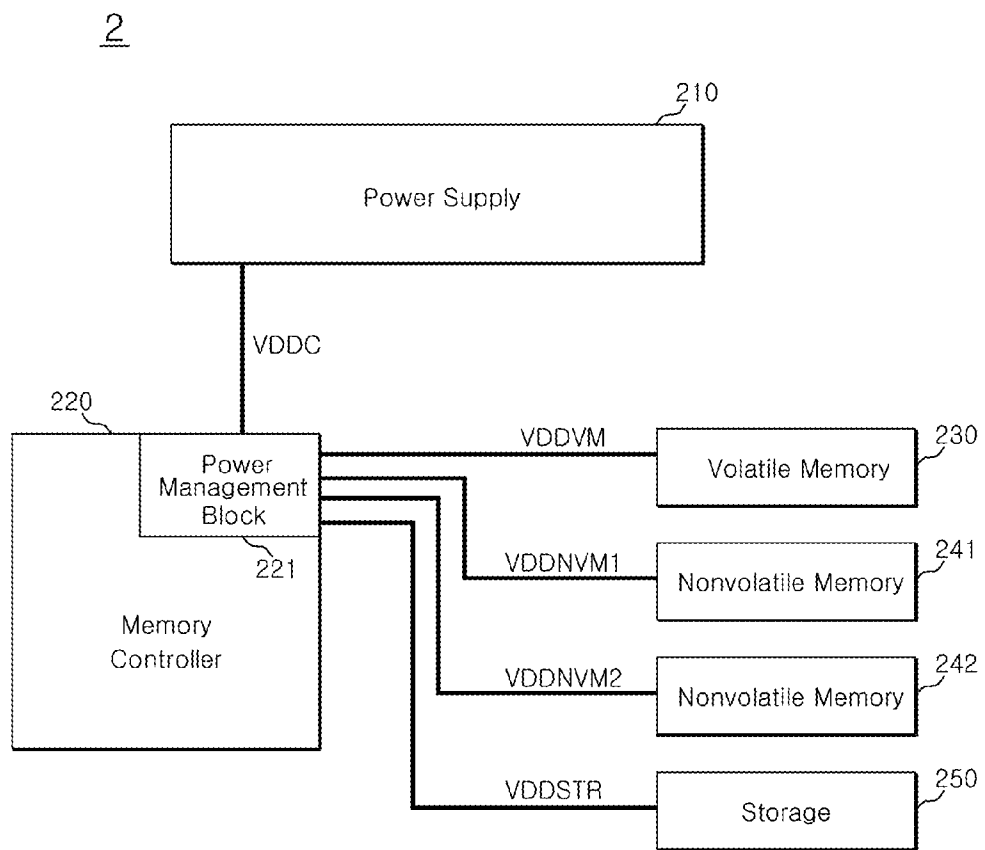 2
210
Power Supply
VDDC
220
Power
Management
Block
221
Memory
Controller
VDDVM
230
Volatile Memory
VDDNVM1
241
Nonvolatile Memory
VDDNVM2
242
Nonvolatile Memory
VDDSTR
250
Storage